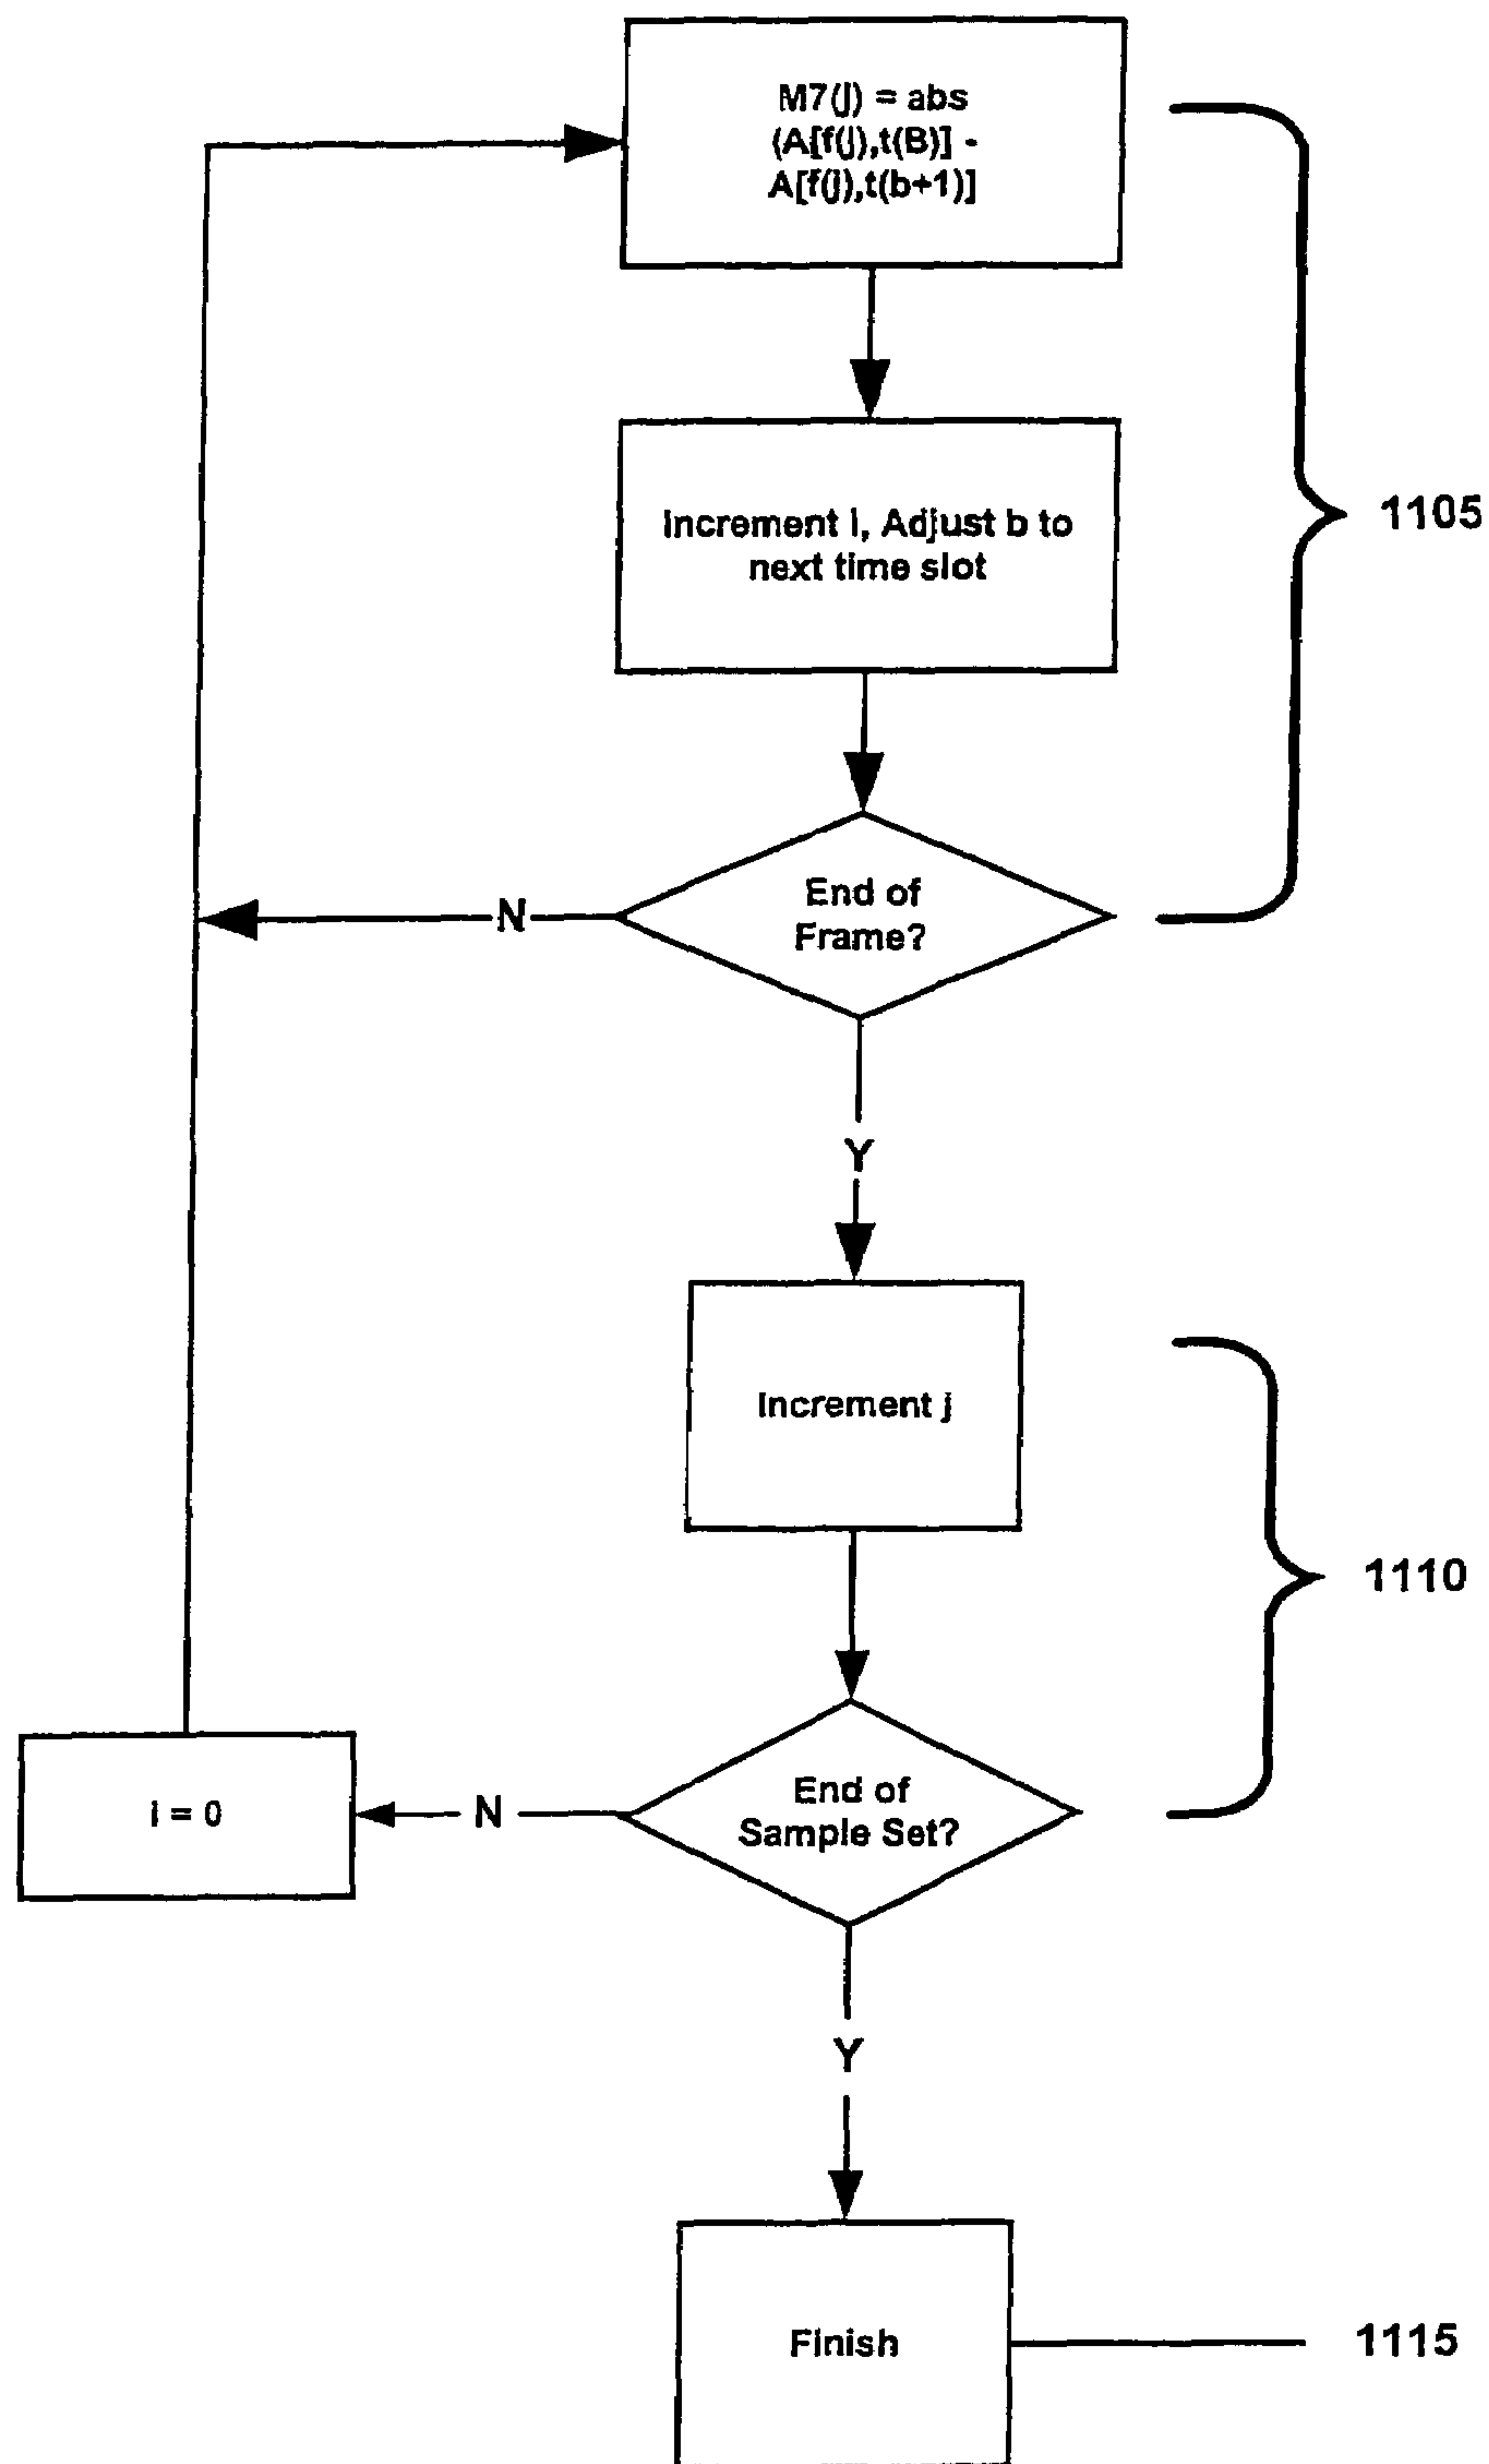 M7(j) = abs
(A[f(j),t(B)] -
A[f(j),t(b+1)]
Increment i, Adjust b to
next time slot
1105
End of
Frame?
N
Y
Increment j
1110
End of
Sample Set?
N
i = 0
Y
Finish
1115